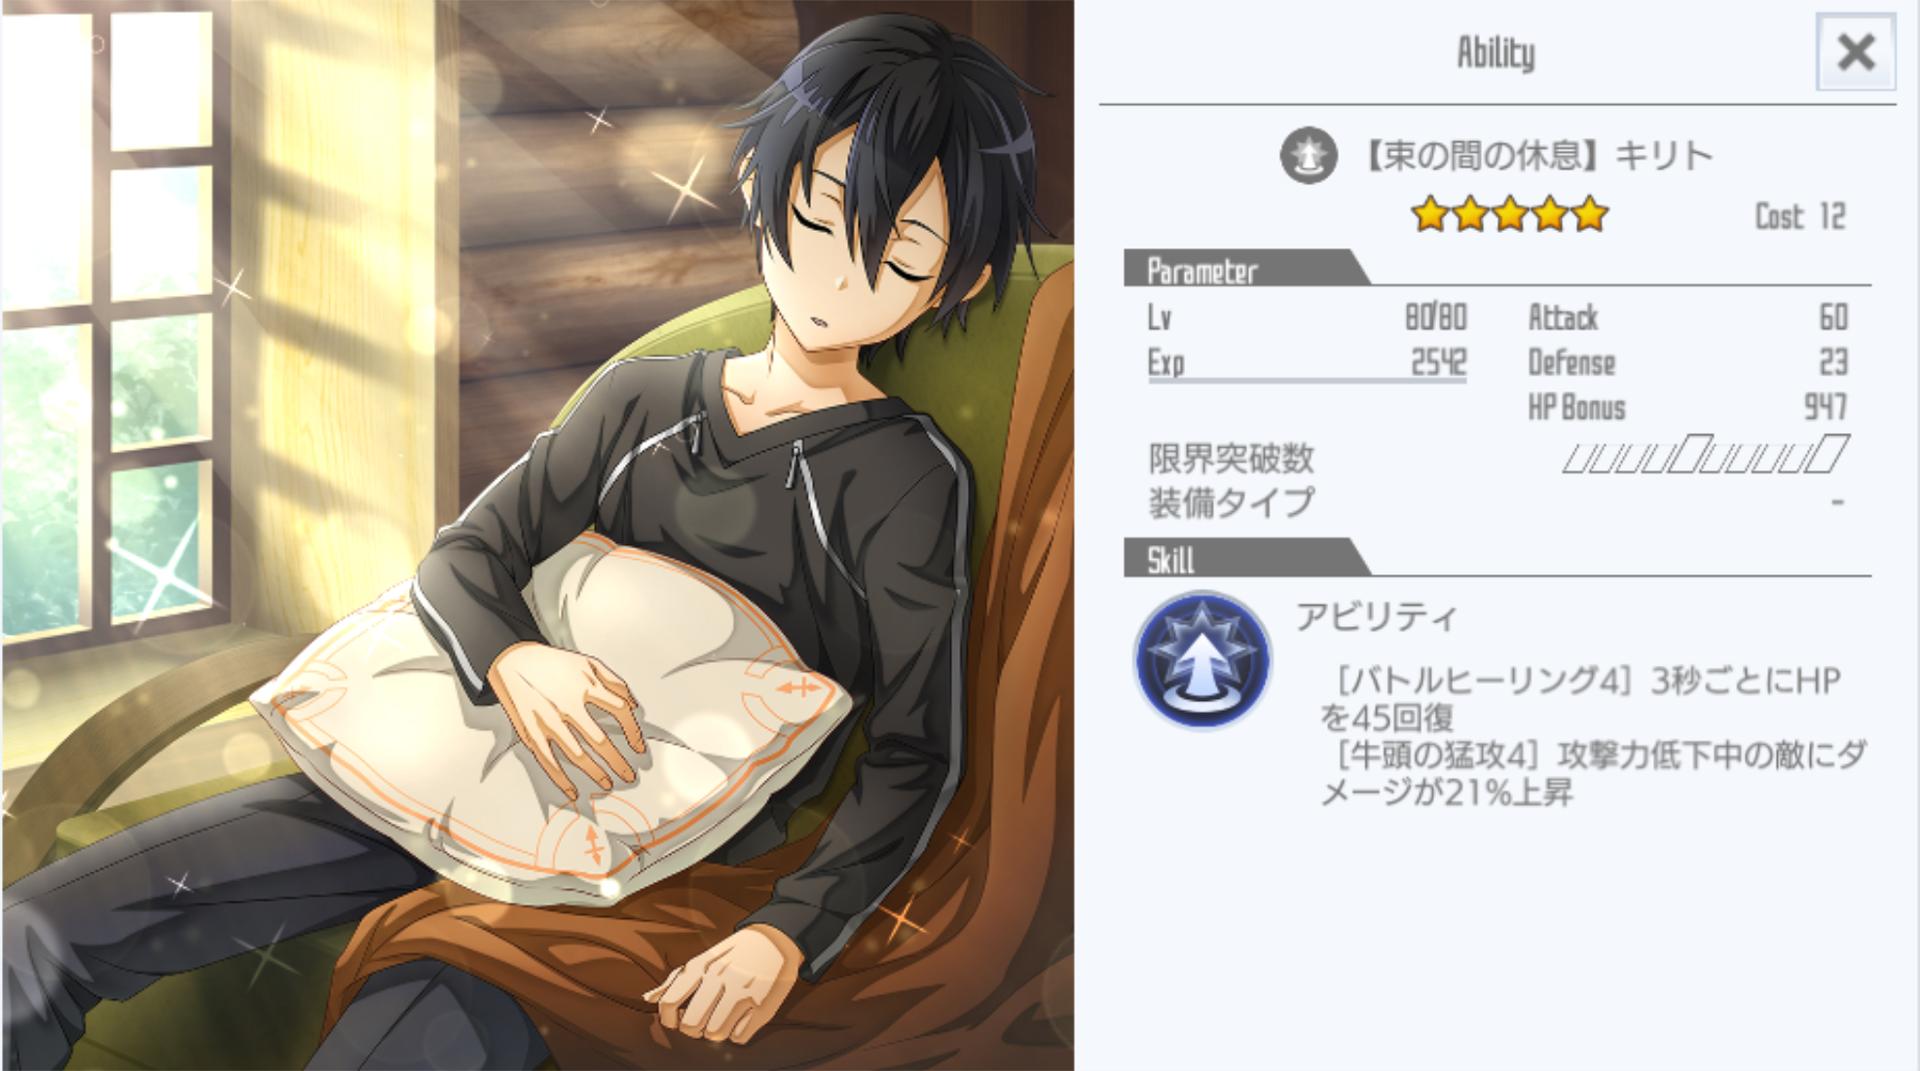 Ability
【束の間の休息】キリト
Cost 12
Parameter
Lv 80/80
Attack 60
Exp 2542
Defense 23
HP Bonus 947
限界突破数
装備タイプ -
Skill
アビリティ
［バトルヒーリング4］3秒ごとにHP
を45回復
［牛頭の猛攻4］攻撃力低下中の敵にダ
メージが21%上昇